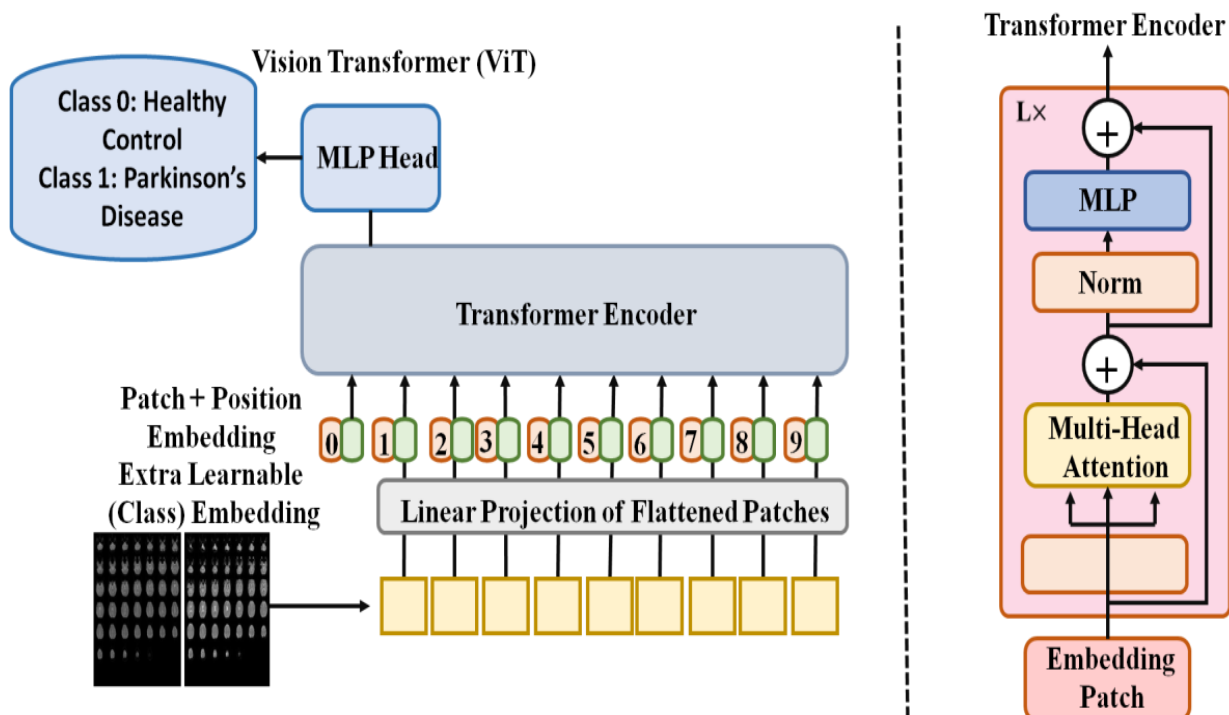 Vision Transformer (ViT)
Class 0: Healthy
Control
Class 1: Parkinson's
Disease
MLP Head
Transformer Encoder
Patch + Position
Embedding
Extra Learnable
(Class) Embedding
0 1 2 3 4 5 6 7 8 9
Linear Projection of Flattened Patches
Transformer Encoder
L×
+
MLP
Norm
+
Multi-Head
Attention
Embedding
Patch